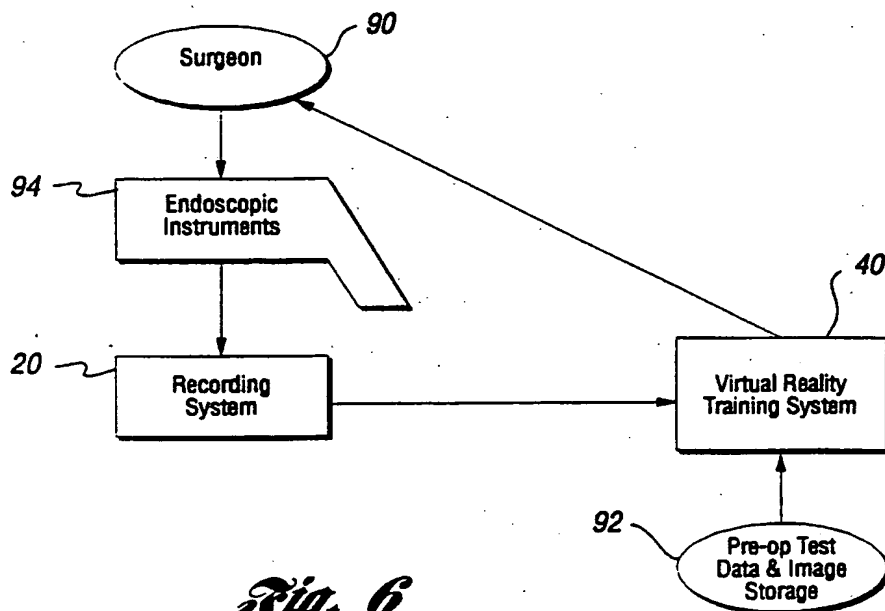 90
Surgeon
94
Endoscopic
Instruments
40
20
Recording
System
Virtual Reality
Training System
92
Pre-op Test
Data & Image
Storage
Fig. 6